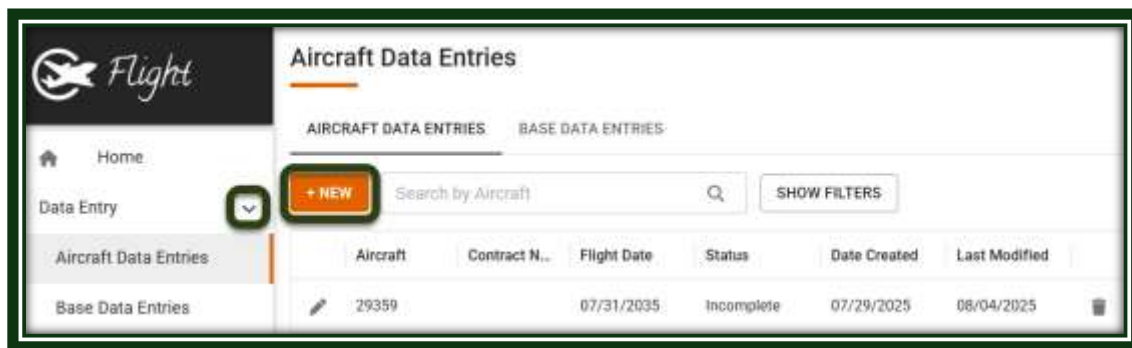 Flight
Home
Data Entry
Aircraft Data Entries
Base Data Entries
Aircraft Data Entries
AIRCRAFT DATA ENTRIES BASE DATA ENTRIES
+ NEW Search by Aircraft SHOW FILTERS
Aircraft Contract N... Flight Date Status Date Created Last Modified
29359 07/31/2035 Incomplete 07/29/2025 08/04/2025